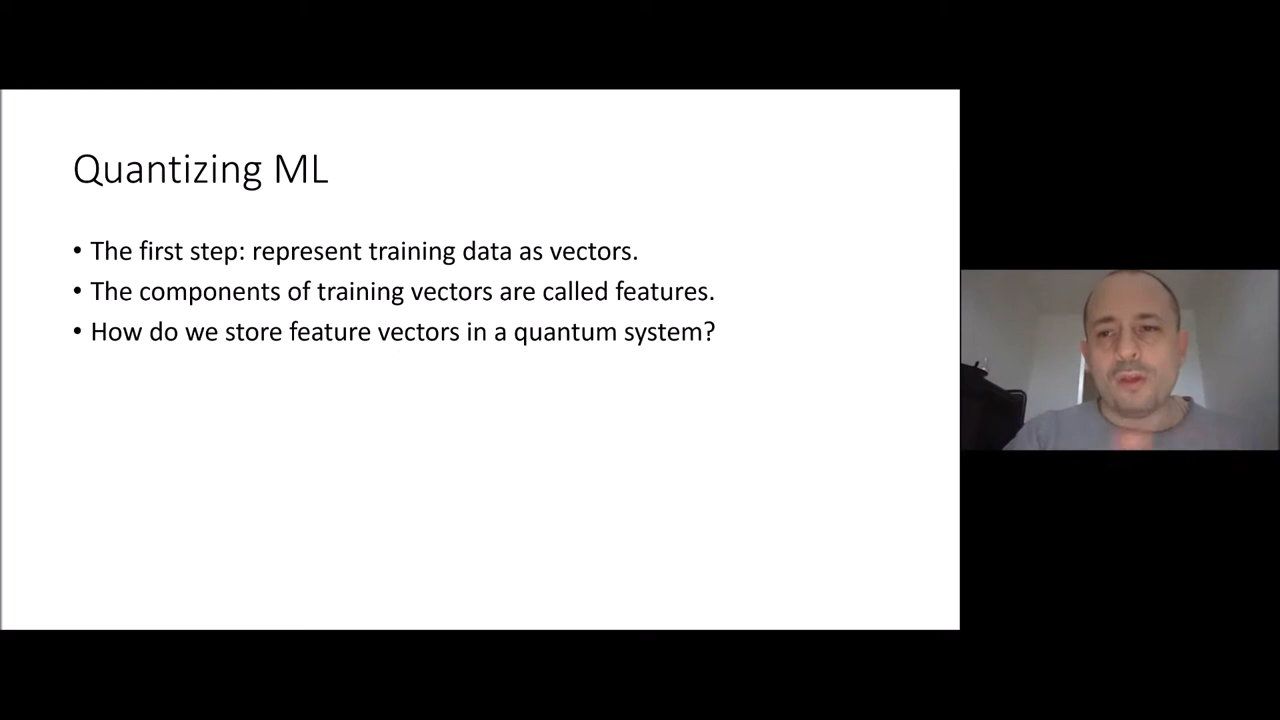 Quantizing ML
• The first step: represent training data as vectors.
• The components of training vectors are called features.
• How do we store feature vectors in a quantum system?